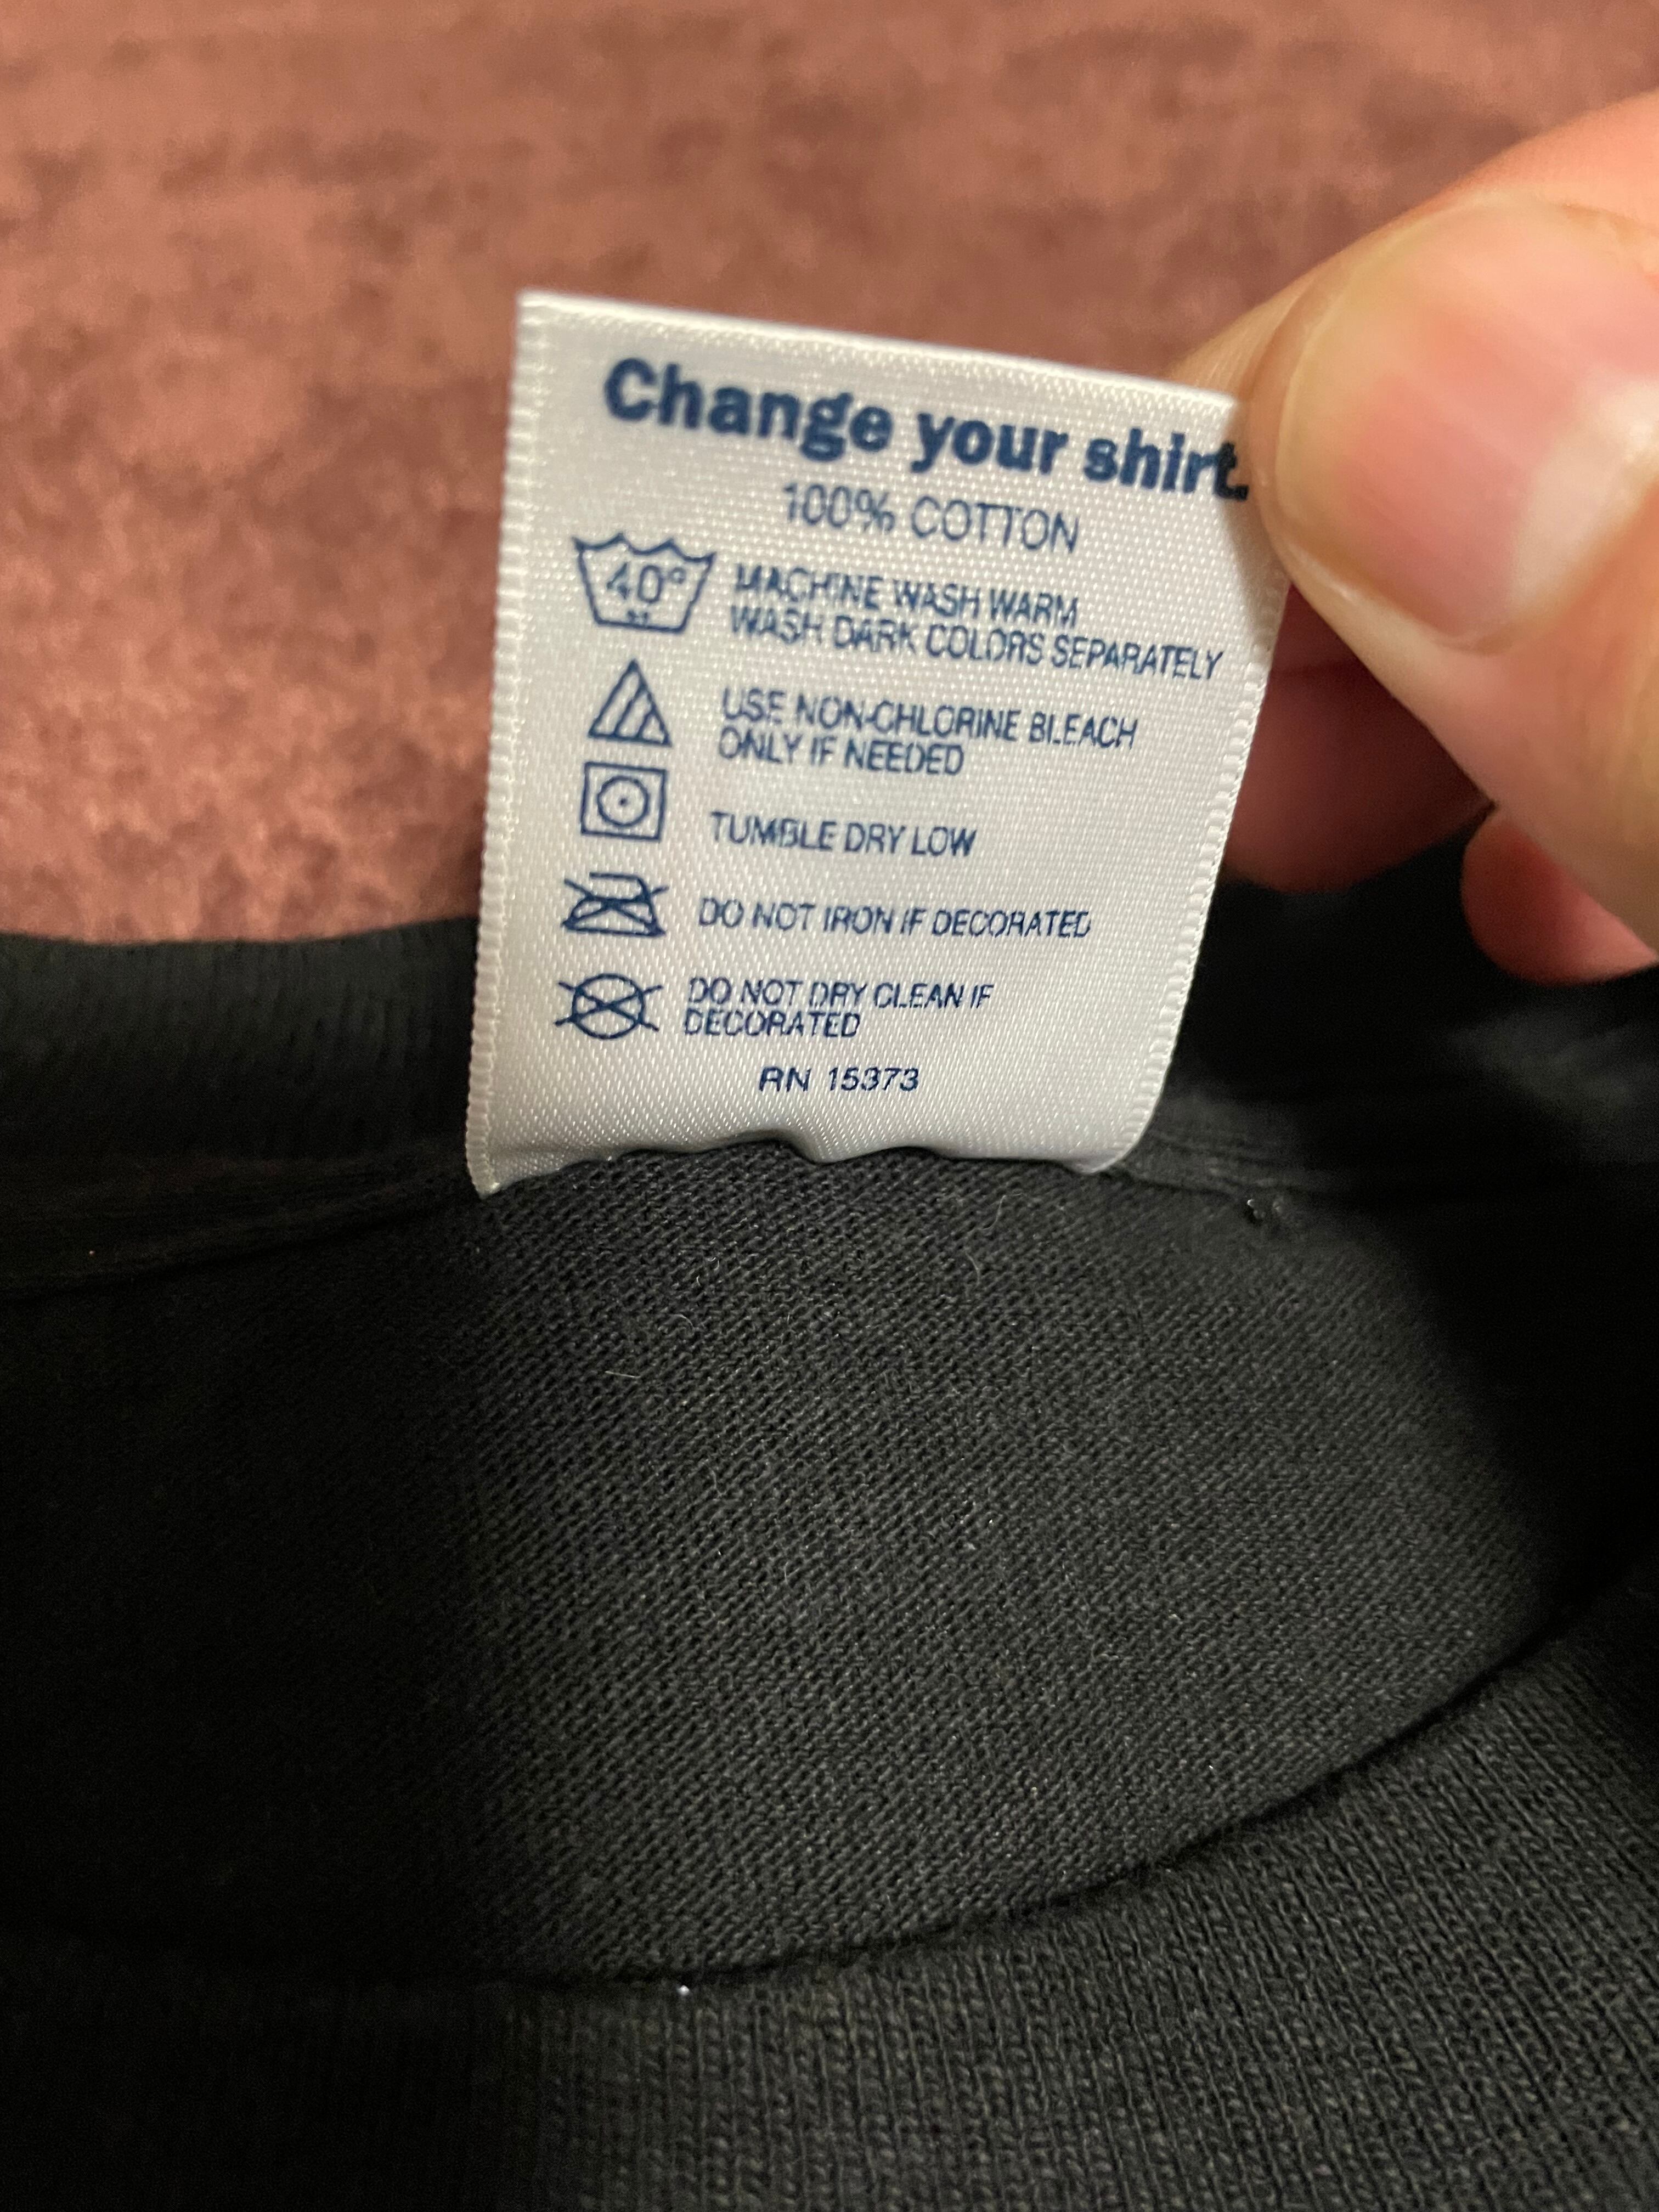 Change your shirt.
100% COTTON
40°
MACHINE WASH WARM
WASH DARK COLORS SEPARATELY
USE NON-CHLORINE BLEACH
ONLY IF NEEDED
TUMBLE DRY LOW
DO NOT IRON IF DECORATED
DO NOT DRY CLEAN IF
DECORATED
RN 15373